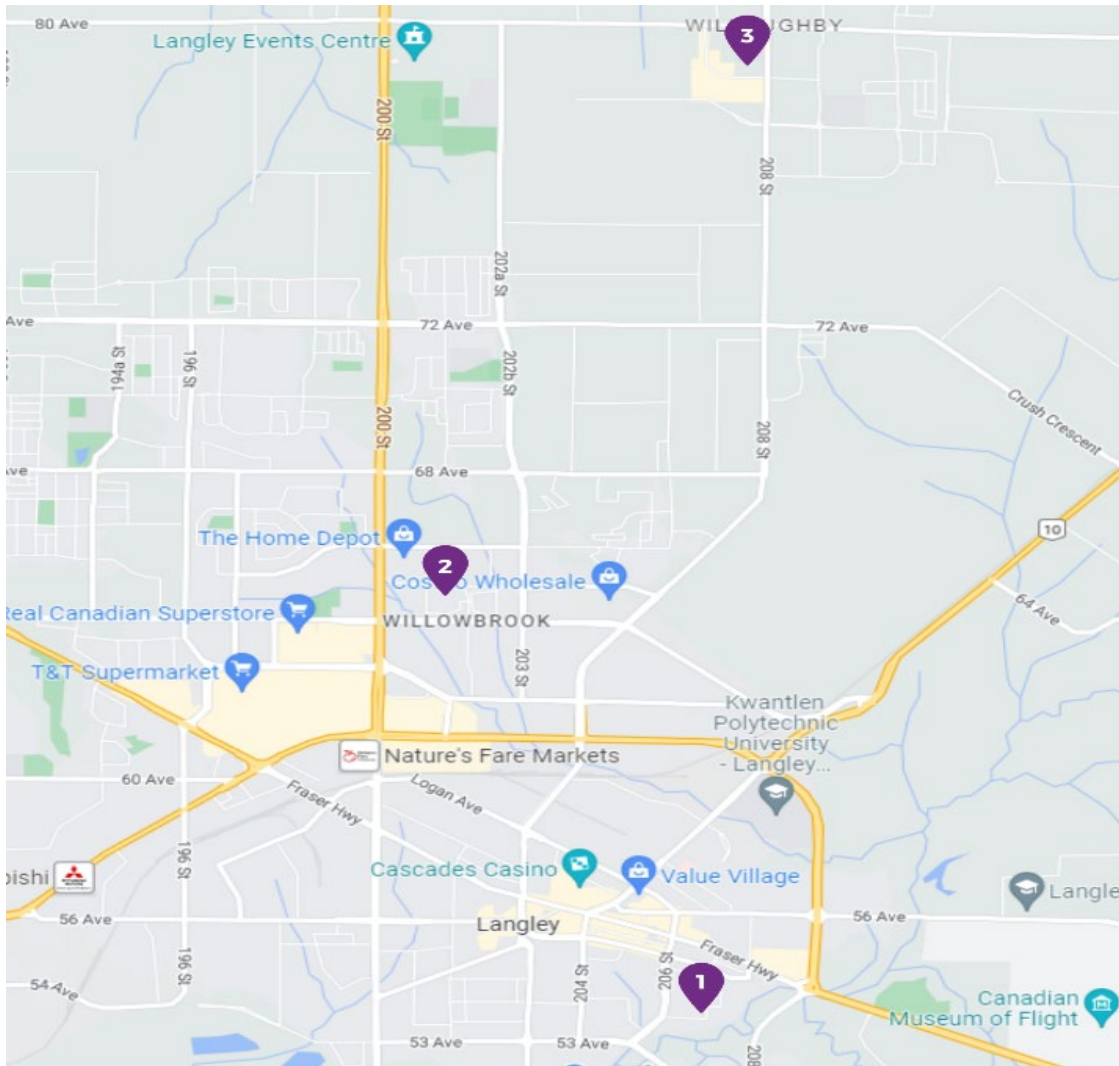 80 Ave
WILLOUGHBY
3
Langley Events Centre
200 St
208 St
202a St
Ave
72 Ave
72 Ave
194a St
196 St
202b St
Crush Crescent
200 St
208 St
ve
68 Ave
The Home Depot
10
2
Costco Wholesale
64 Ave
Real Canadian Superstore
WILLOWBROOK
T&T Supermarket
203 St
Kwantlen
Polytechnic
University
- Langley...
Nature's Fare Markets
60 Ave
Logan Ave
Fraser Hwy
196 St
Cascades Casino
Value Village
bishi
Langle
56 Ave
Langley
56 Ave
Fraser Hwy
196 St
204 St
206 St
1
54 Ave
Canadian
Museum of Flight
53 Ave
53 Ave
208